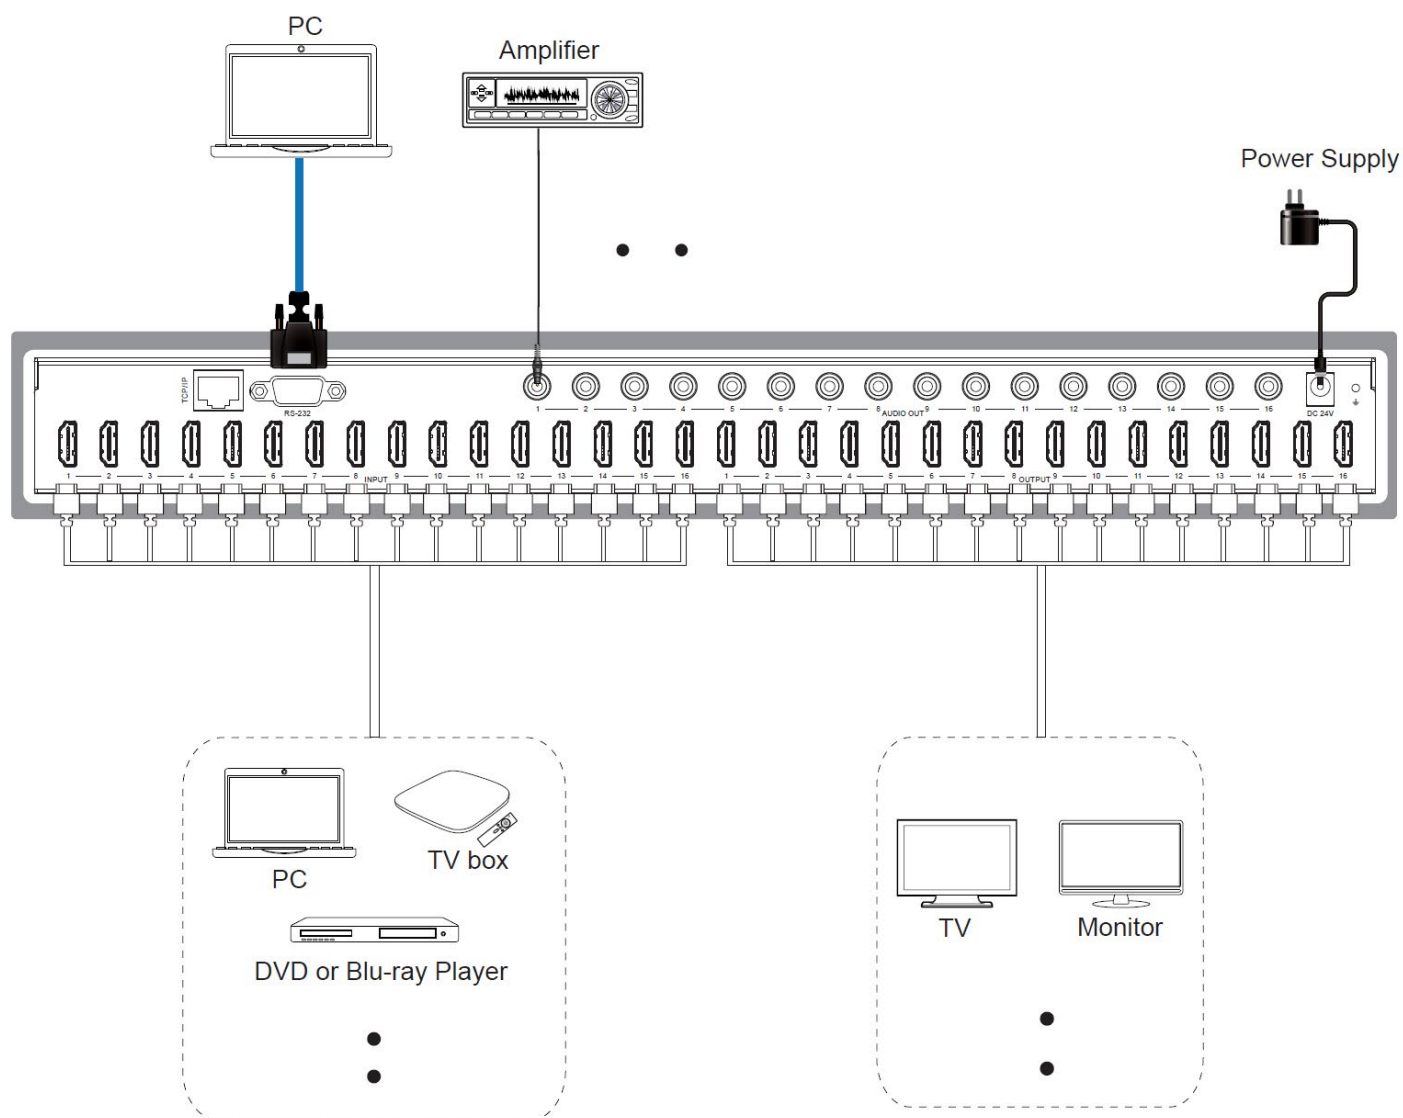 PC
Amplifier
Power Supply
TCP/IP
RS-232
1 2 3 4 5 6 7 8 9 10 11 12 13 14 15 16
AUDIO OUT
DC 24V
1 2 3 4 5 6 7 8 9 10 11 12 13 14 15 16
INPUT
1 2 3 4 5 6 7 8 9 10 11 12 13 14 15 16
OUTPUT
PC
TV box
DVD or Blu-ray Player
TV
Monitor